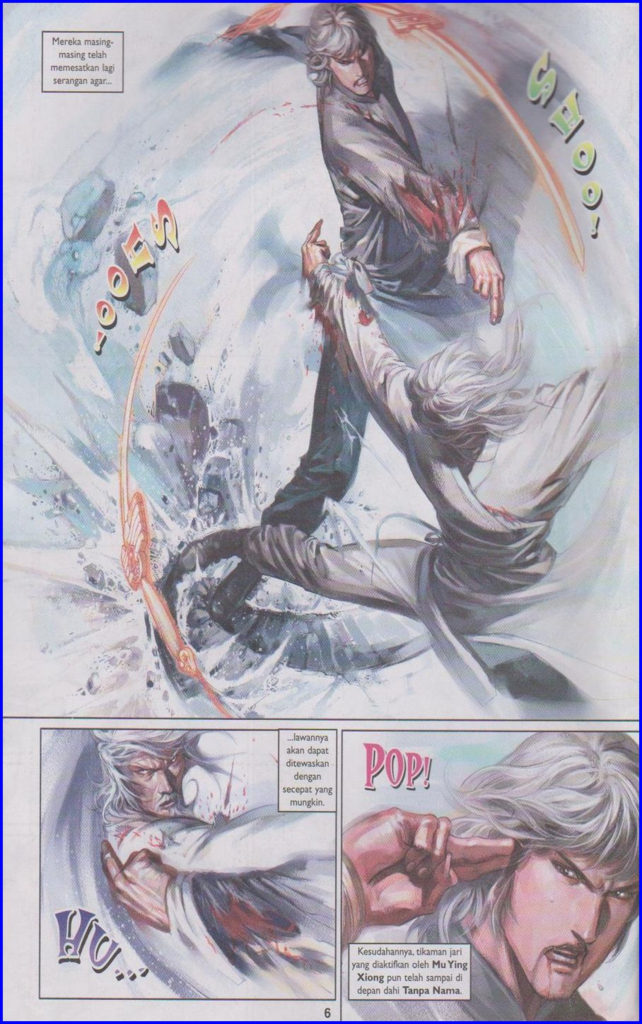 Mereka masing-
masing telah
memesatkan lagi
serangan agar...
SHOO!
SHOO!
...lawannya
akan dapat
ditewaskan
dengan
secepat yang
mungkin.
HU...
POP!
Kesudahannya, tikaman jari
yang diaktifkan oleh Mu Ying
Xiong pun telah sampai di
depan dahi Tanpa Nama.
6